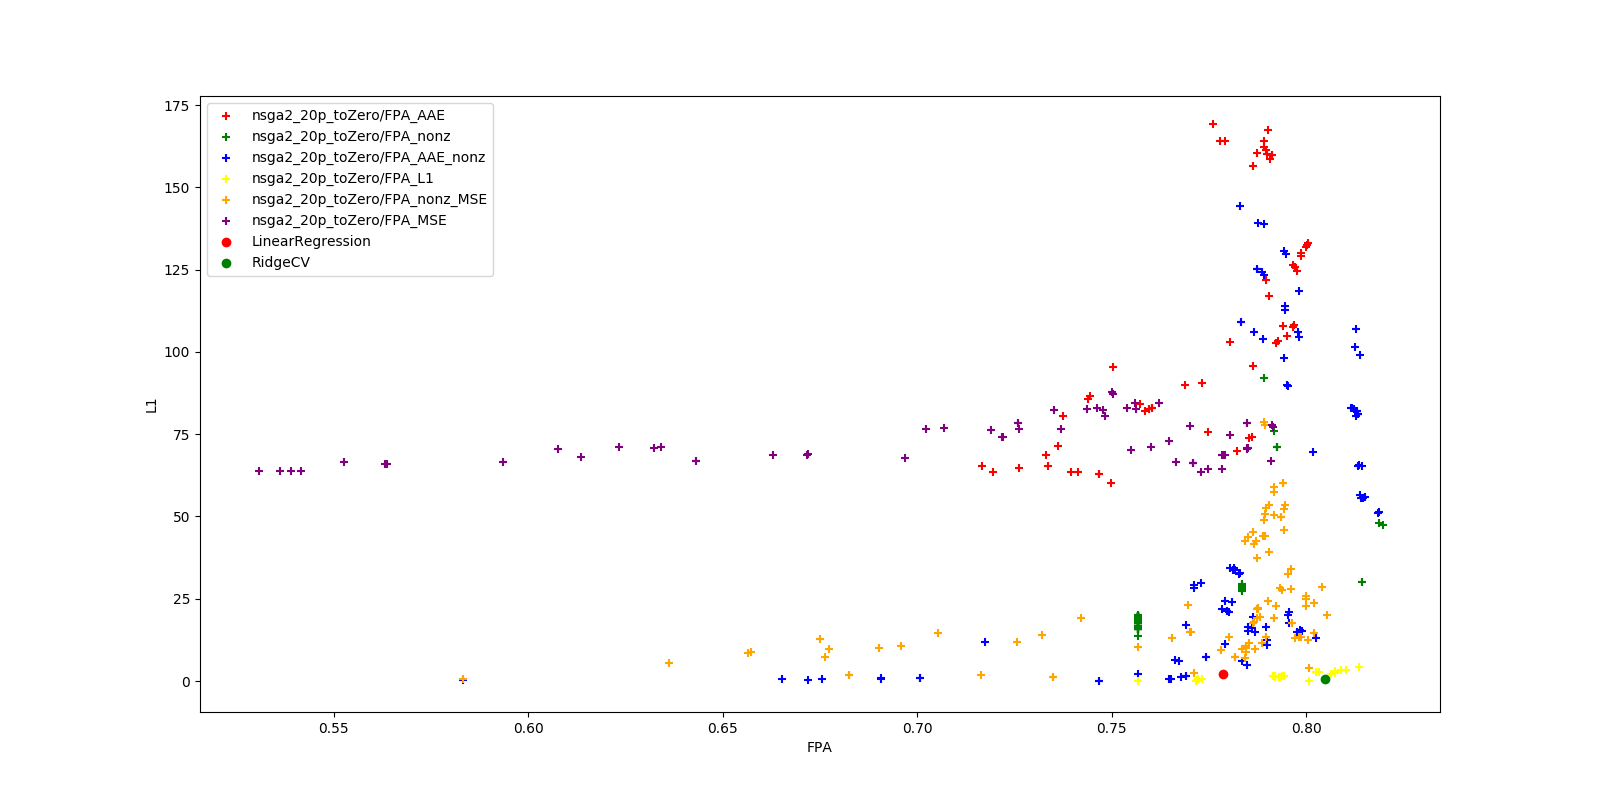 175
150
125
100
75
50
25
0
L1
nsga2_20p_toZero/FPA_AAE
nsga2_20p_toZero/FPA_nonz
nsga2_20p_toZero/FPA_AAE_nonz
nsga2_20p_toZero/FPA_L1
nsga2_20p_toZero/FPA_nonz_MSE
nsga2_20p_toZero/FPA_MSE
LinearRegression
RidgeCV
0.55 0.60 0.65 0.70 0.75 0.80
FPA